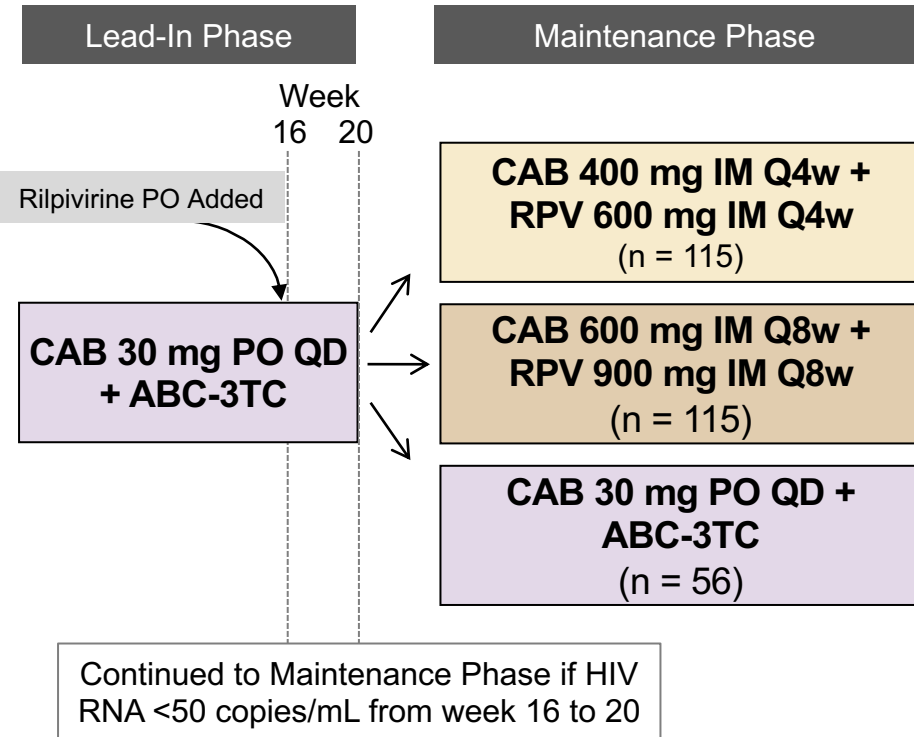 Lead-In Phase
Maintenance Phase
Week
16 20
Rilpivirine PO Added
CAB 30 mg PO QD
+ ABC-3TC
CAB 400 mg IM Q4w +
RPV 600 mg IM Q4w
(n = 115)
CAB 600 mg IM Q8w +
RPV 900 mg IM Q8w
(n = 115)
CAB 30 mg PO QD +
ABC-3TC
(n = 56)
Continued to Maintenance Phase if HIV
RNA <50 copies/mL from week 16 to 20